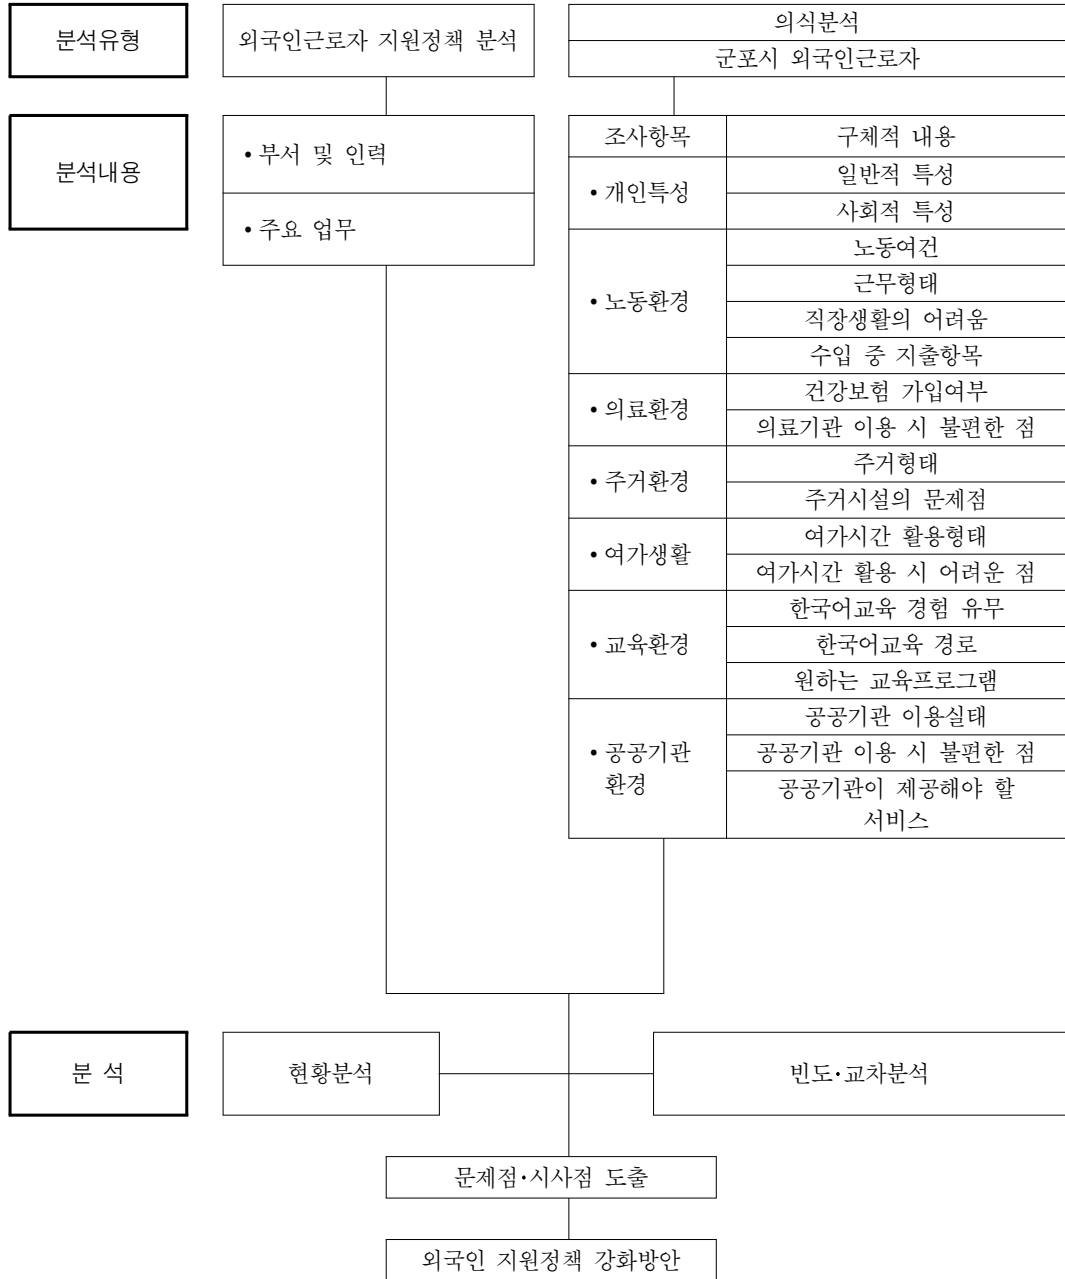 분석유형
외국인근로자 지원정책 분석
의식분석
군포시 외국인근로자
분석내용
• 부서 및 인력
• 주요 업무
조사항목
구체적 내용
• 개인특성
일반적 특성
사회적 특성
• 노동환경
노동여건
근무형태
직장생활의 어려움
수입 중 지출항목
• 의료환경
건강보험 가입여부
의료기관 이용 시 불편한 점
• 주거환경
주거형태
주거시설의 문제점
• 여가생활
여가시간 활용형태
여가시간 활용 시 어려운 점
• 교육환경
한국어교육 경험 유무
한국어교육 경로
원하는 교육프로그램
• 공공기관
환경
공공기관 이용실태
공공기관 이용 시 불편한 점
공공기관이 제공해야 할
서비스
분 석
현황분석
빈도·교차분석
문제점·시사점 도출
외국인 지원정책 강화방안